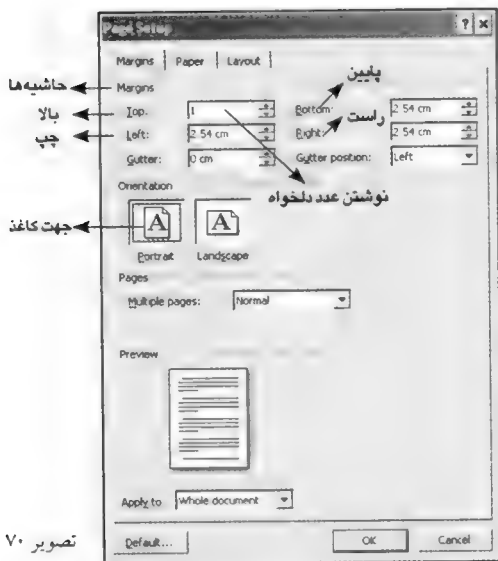 Page Setup
Margins Paper Layout
حاشیه‌ها Margins پایین
بالا Top: 1 Bottom: 2.54 cm
چپ Left: 2.54 cm راست Right: 2.54 cm
Gutter: 0 cm Gutter position: Left
Orientation نوشتن عدد دلخواه
جهت کاغذ
Portrait Landscape
Pages
Multiple pages: Normal
Preview
Apply to Whole document
تصویر ۷۰ Default... OK Cancel